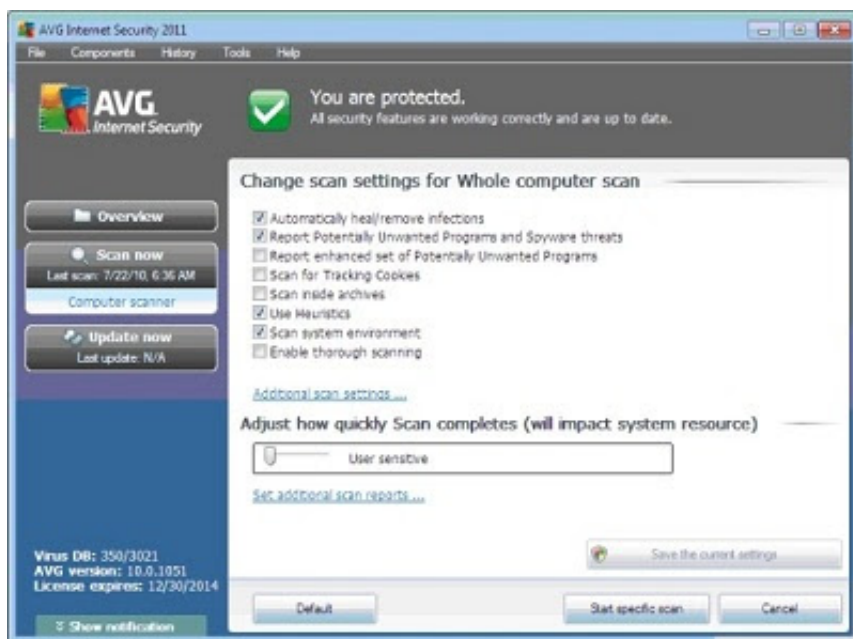 AVG Internet Security 2011
File Components History Tools Help
AVG
Internet Security
You are protected.
All security features are working correctly and are up to date.
Change scan settings for Whole computer scan
Overview
Scan now
Last scan: 7/22/10, 6:36 AM
Computer scanner
Update now
Last update: N/A
Automatically heal/remove infections
Report Potentially Unwanted Programs and Spyware threats
Report enhanced set of Potentially Unwanted Programs
Scan for Tracking Cookies
Scan inside archives
Use Heuristics
Scan system environment
Enable thorough scanning
Additional scan settings ...
Adjust how quickly Scan completes (will impact system resource)
User sensitive
Set additional scan reports ...
Save the current settings
Virus DB: 350/3021
AVG version: 10.0.1051
License expires: 12/30/2014
Show notification
Default
Start specific scan
Cancel